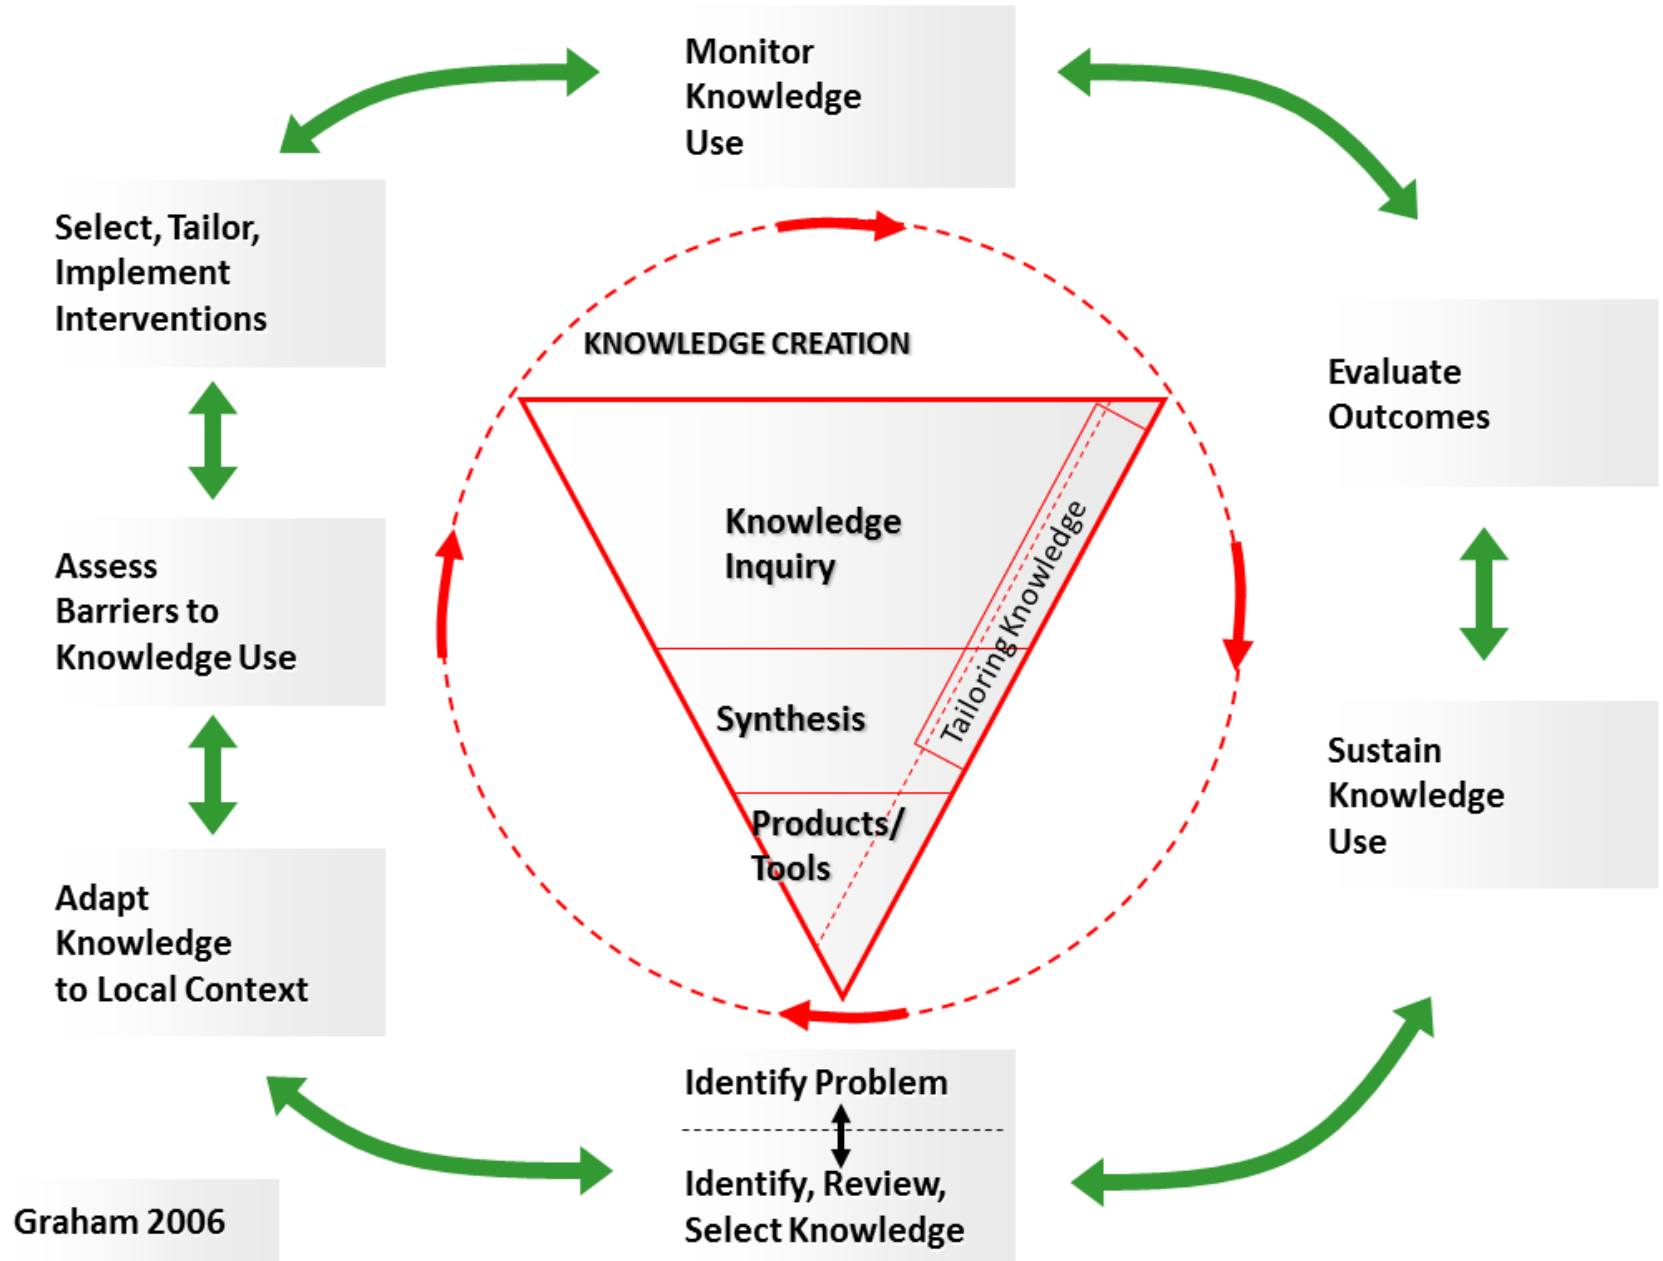 Monitor
Knowledge
Use
Select, Tailor,
Implement
Interventions
KNOWLEDGE CREATION
Evaluate
Outcomes
Knowledge
Inquiry
Tailoring Knowledge
Assess
Barriers to
Knowledge Use
Synthesis
Sustain
Knowledge
Use
Products/
Tools
Adapt
Knowledge
to Local Context
Identify Problem
Identify, Review,
Select Knowledge
Graham 2006